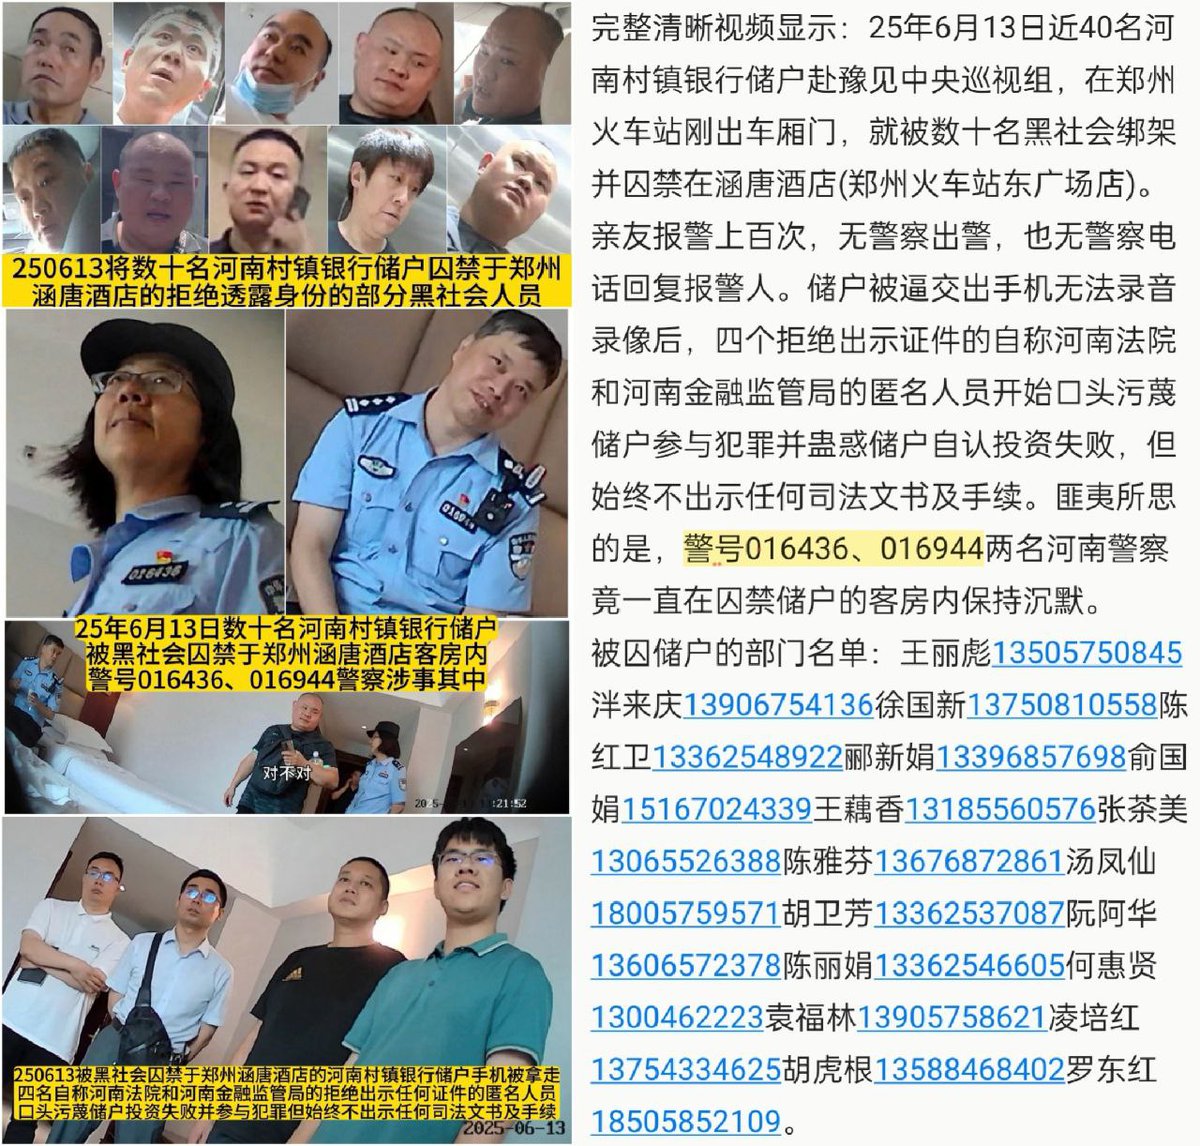 250613将数十名河南村镇银行储户囚禁于郑州
涵唐酒店的拒绝透露身份的部分黑社会人员
016436
016944
25年6月13日数十名河南村镇银行储户
被黑社会囚禁于郑州涵唐酒店客房内
警号016436、016944警察涉事其中
对不对
:21:52
250613被黑社会囚禁于郑州涵唐酒店的河南村镇银行储户手机被拿走
四名自称河南法院和河南金融监管局的拒绝出示任何证件的匿名人员
口头污蔑储户投资失败并参与犯罪但始终不出示任何司法文书及手续
2025-06-13
完整清晰视频显示：25年6月13日近40名河
南村镇银行储户赴豫见中央巡视组，在郑州
火车站刚出车厢门，就被数十名黑社会绑架
并囚禁在涵唐酒店(郑州火车站东广场店)。
亲友报警上百次，无警察出警，也无警察电
话回复报警人。储户被逼交出手机无法录音
录像后，四个拒绝出示证件的自称河南法院
和河南金融监管局的匿名人员开始口头污蔑
储户参与犯罪并蛊惑储户自认投资失败，但
始终不出示任何司法文书及手续。匪夷所思
的是，警号016436、016944两名河南警察
竟一直在囚禁储户的客房内保持沉默。
被囚储户的部门名单：王丽彪13505750845
泮来庆13906754136徐国新13750810558陈
红卫13362548922郦新娟13396857698俞国
娟15167024339王藕香13185560576张茶美
13065526388陈雅芬13676872861汤凤仙
18005759571胡卫芳13362537087阮阿华
13606572378陈丽娟13362546605何惠贤
1300462223袁福林13905758621凌培红
13754334625胡虎根13588468402罗东红
18505852109。